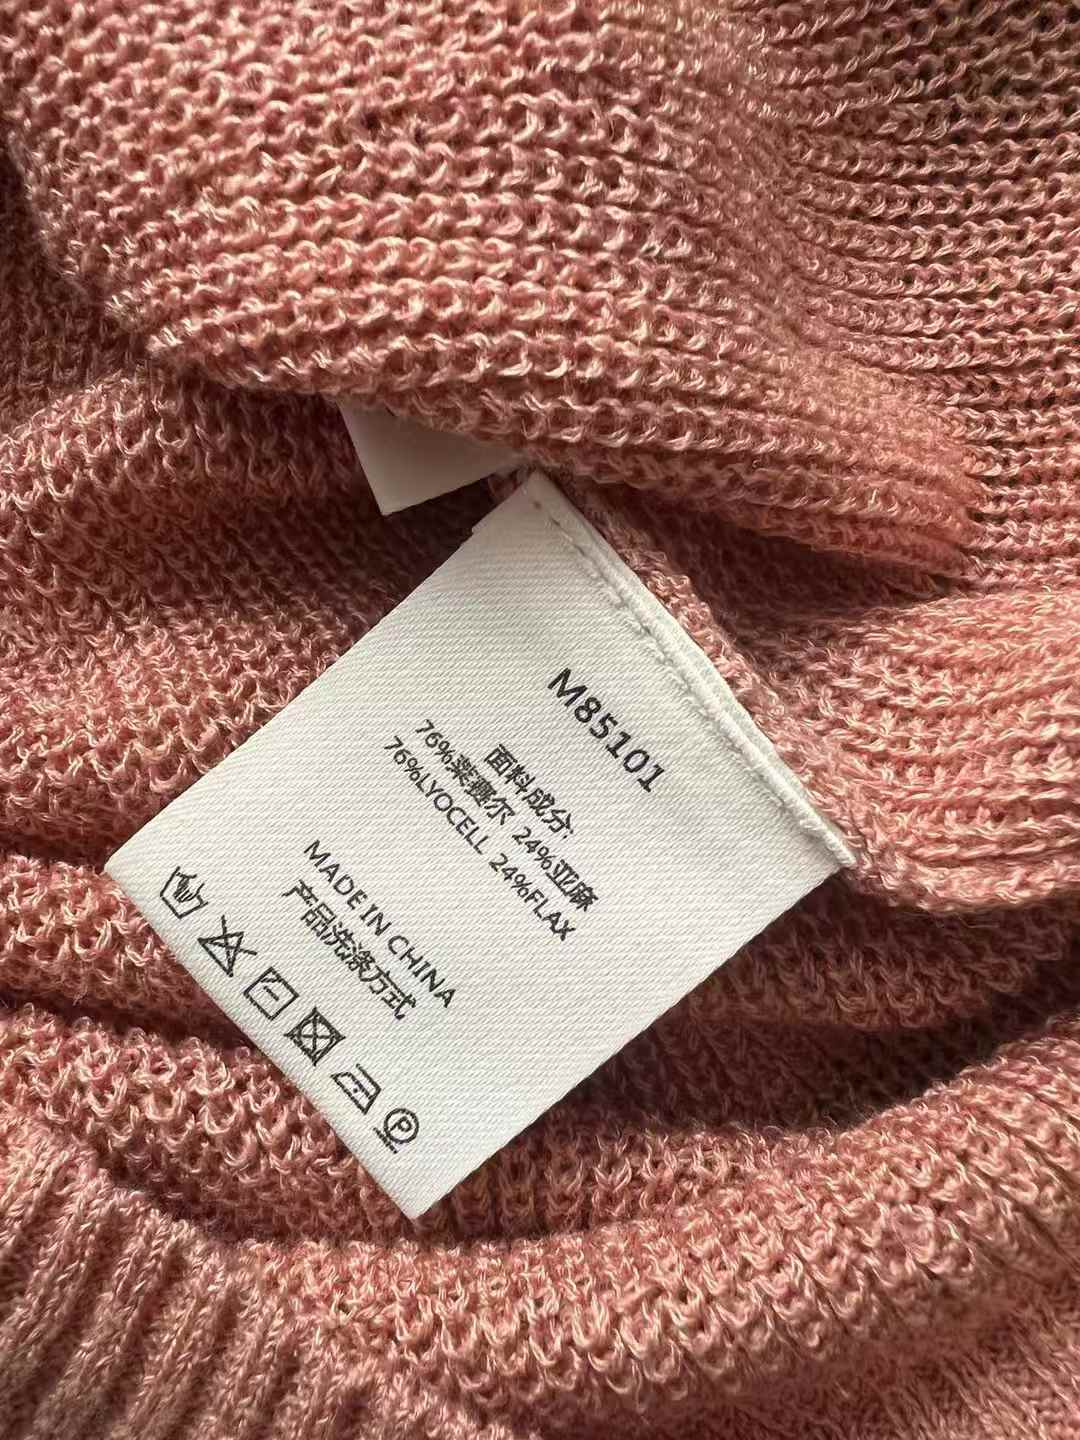 M85101
面料成分:
76%莱赛尔 24%亚麻
76%LYOCELL 24%FLAX
MADE IN CHINA
产品洗涤方式
P